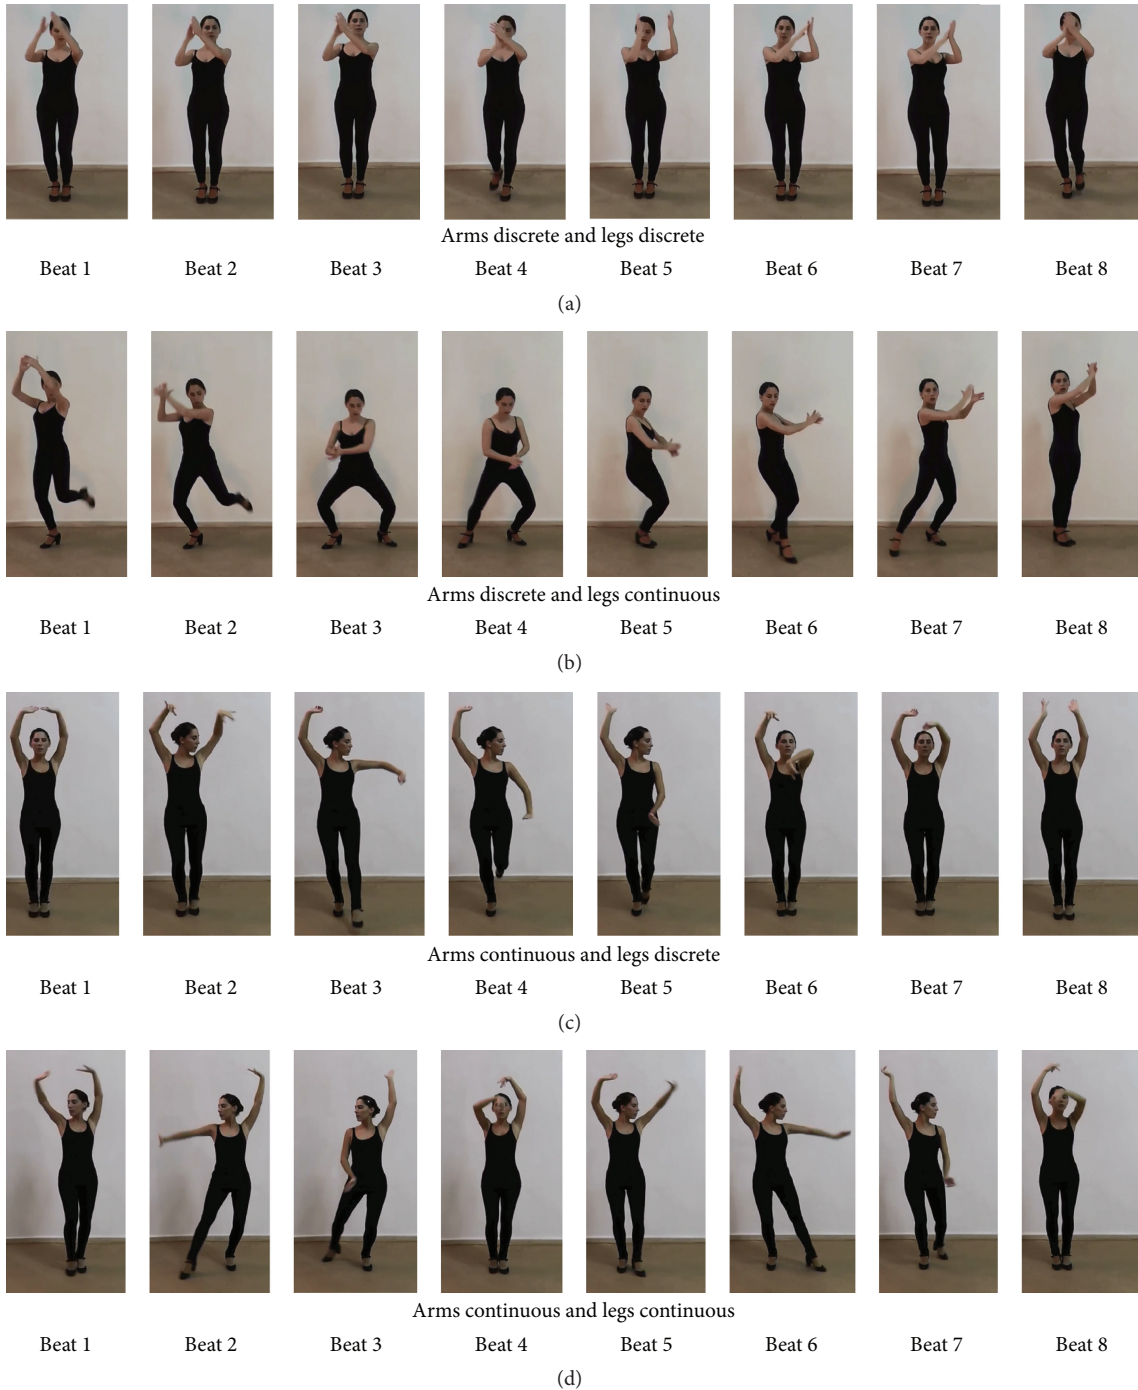 Arms discrete and legs discrete
Beat 1 Beat 2 Beat 3 Beat 4 Beat 5 Beat 6 Beat 7 Beat 8
(a)
Arms discrete and legs continuous
Beat 1 Beat 2 Beat 3 Beat 4 Beat 5 Beat 6 Beat 7 Beat 8
(b)
Arms continuous and legs discrete
Beat 1 Beat 2 Beat 3 Beat 4 Beat 5 Beat 6 Beat 7 Beat 8
(c)
Arms continuous and legs continuous
Beat 1 Beat 2 Beat 3 Beat 4 Beat 5 Beat 6 Beat 7 Beat 8
(d)